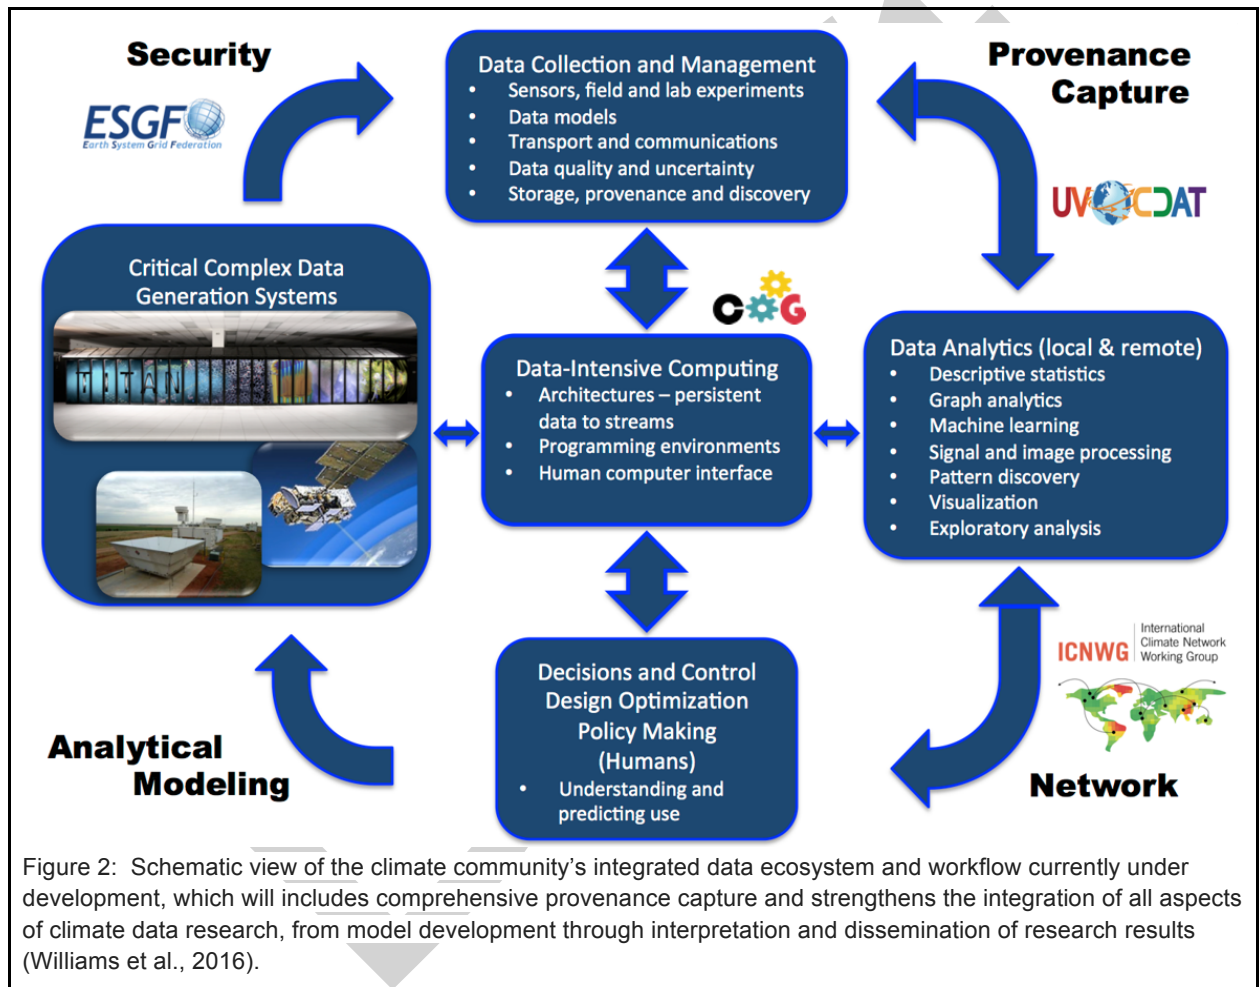 Security
ESGF
Earth System Grid Federation
Data Collection and Management
• Sensors, field and lab experiments
• Data models
• Transport and communications
• Data quality and uncertainty
• Storage, provenance and discovery
Provenance
Capture
UV CDAT
Critical Complex Data
Generation Systems
TITAN
COG
Data-Intensive Computing
• Architectures – persistent
data to streams
• Programming environments
• Human computer interface
Data Analytics (local & remote)
• Descriptive statistics
• Graph analytics
• Machine learning
• Signal and image processing
• Pattern discovery
• Visualization
• Exploratory analysis
Decisions and Control
Design Optimization
Policy Making
(Humans)
• Understanding and
predicting use
ICNWG
International
Climate Network
Working Group
Analytical
Modeling
Network
Figure 2: Schematic view of the climate community’s integrated data ecosystem and workflow currently under
development, which will includes comprehensive provenance capture and strengthens the integration of all aspects
of climate data research, from model development through interpretation and dissemination of research results
(Williams et al., 2016).